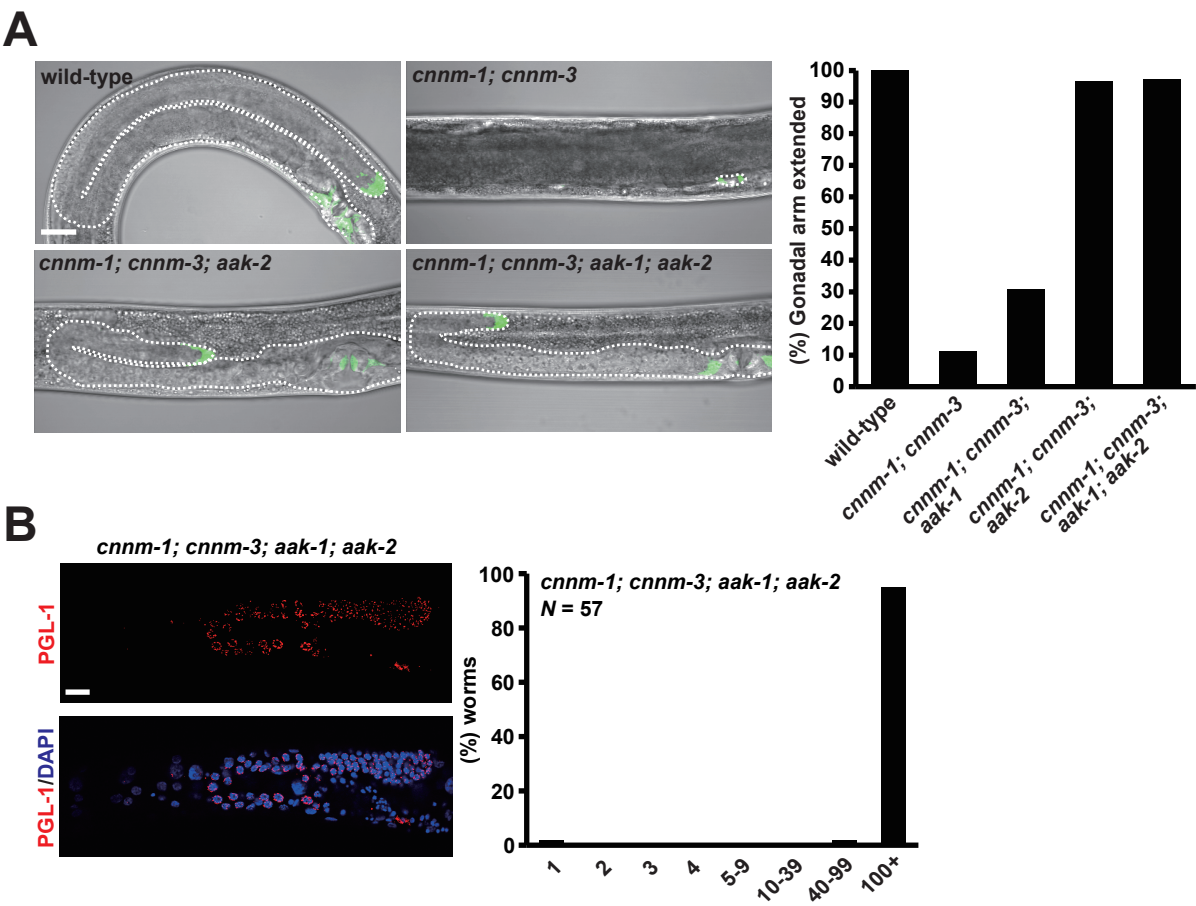 A
wild-type
cnnm-1; cnnm-3
cnnm-1; cnnm-3; aak-2
cnnm-1; cnnm-3; aak-1; aak-2
(%) Gonadal arm extended
100
90
80
70
60
50
40
30
20
10
0
wild-type
cnnm-1; cnnm-3
cnnm-1; cnnm-3;
aak-1
cnnm-1; cnnm-3;
aak-2
cnnm-1; cnnm-3;
aak-1; aak-2
B
cnnm-1; cnnm-3; aak-1; aak-2
PGL-1
PGL-1/DAPI
(%) worms
100
80
60
40
20
0
cnnm-1; cnnm-3; aak-1; aak-2
N = 57
1
2
3
4
5-9
10-39
40-99
100+